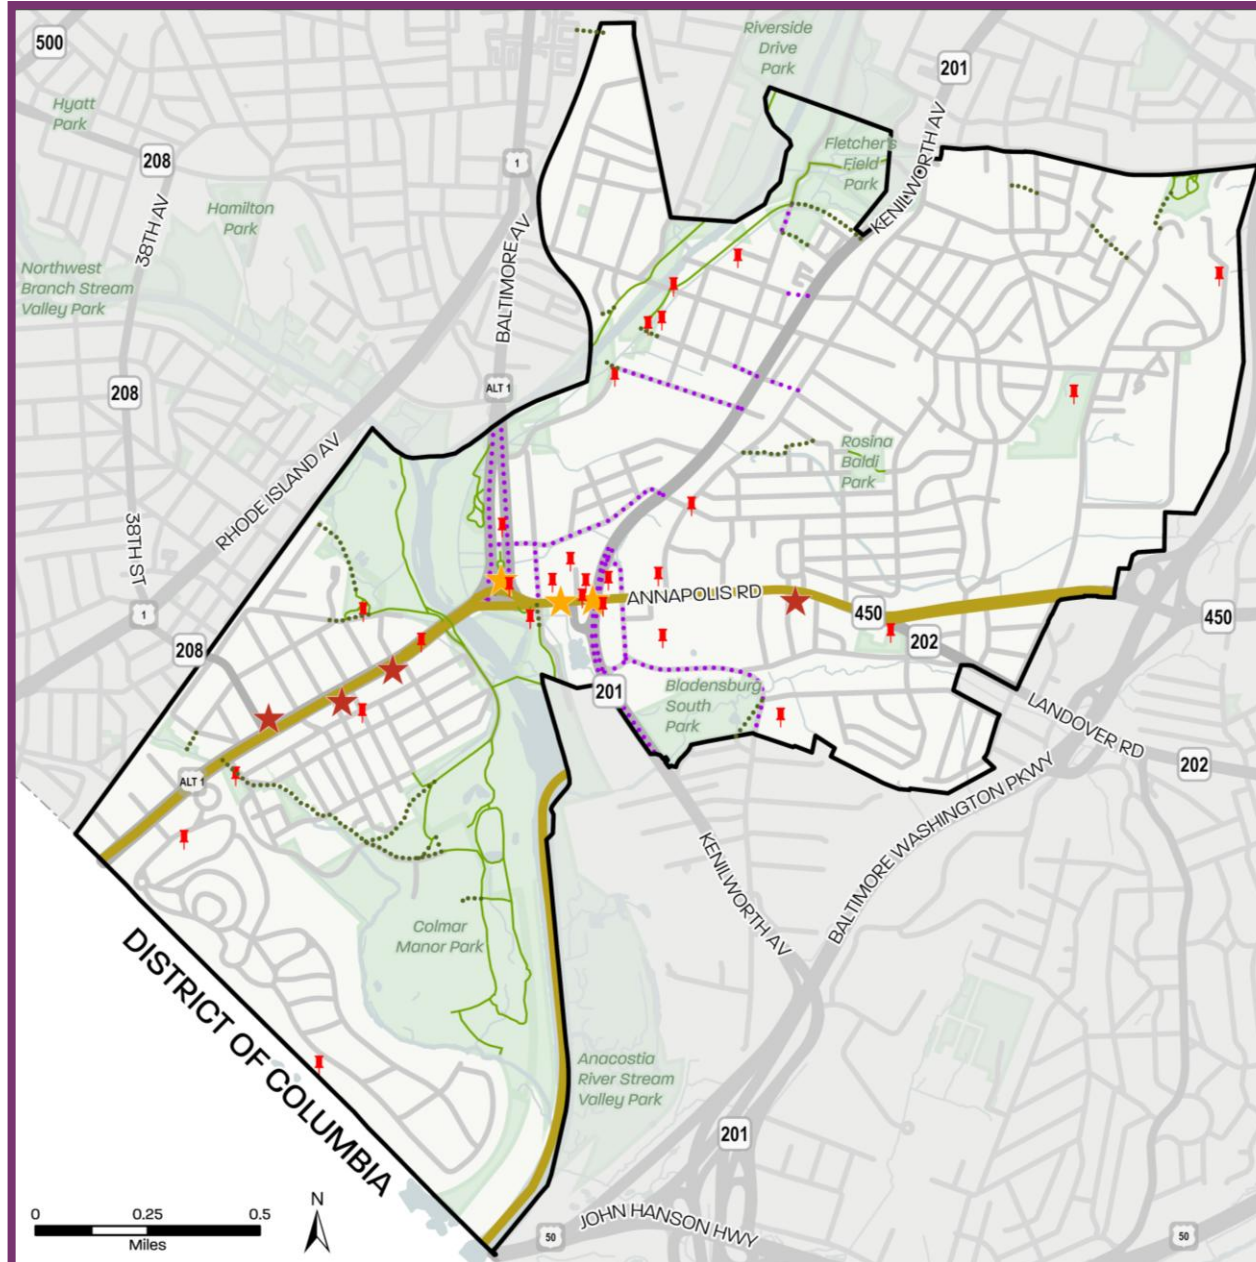 500
Riverside
Drive
Park
201
Hyatt
Park
208
1
Fletcher's
Field
Park
KENILWORTH AV
38TH AV
Hamilton
Park
BALTIMORE AV
Northwest
Branch Stream
Valley Park
208
ALT 1
RHODE ISLAND AV
Rosina
Baldi
Park
38TH ST
1
ANNAPOLIS RD
450
450
208
202
201
Bladensburg
South
Park
LANDOVER RD
202
ALT 1
BALTIMORE WASHINGTON PKWY
KENILWORTH AV
Colmar
Manor Park
DISTRICT OF COLUMBIA
Anacostia
River Stream
Valley Park
201
N
0 0.25 0.5
Miles
JOHN HANSON HWY
50
50